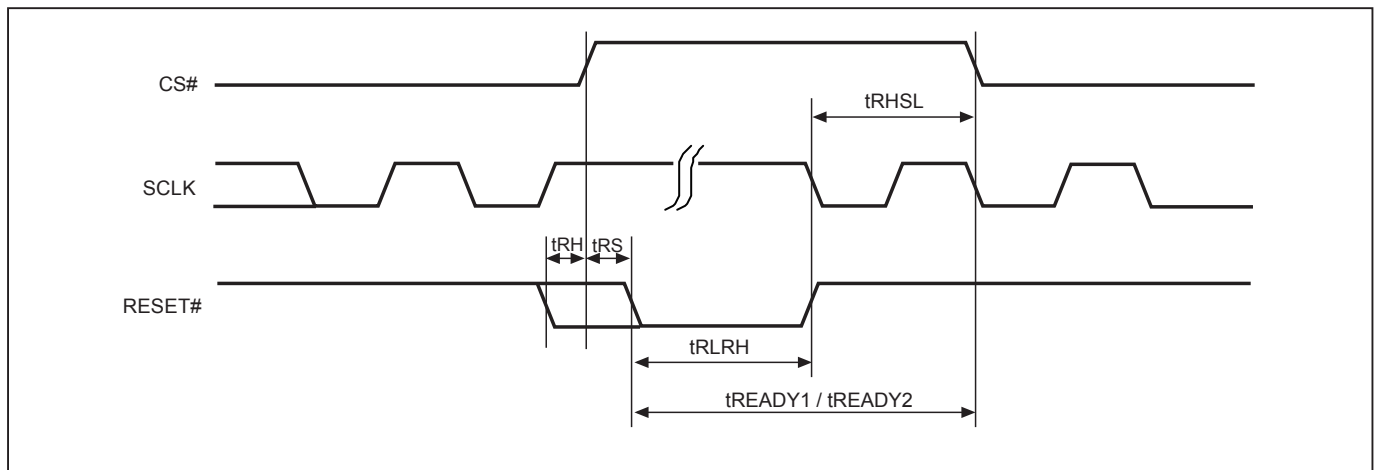 CS#
tRHSL
SCLK
tRH tRS
RESET#
tRLRH
tREADY1 / tREADY2